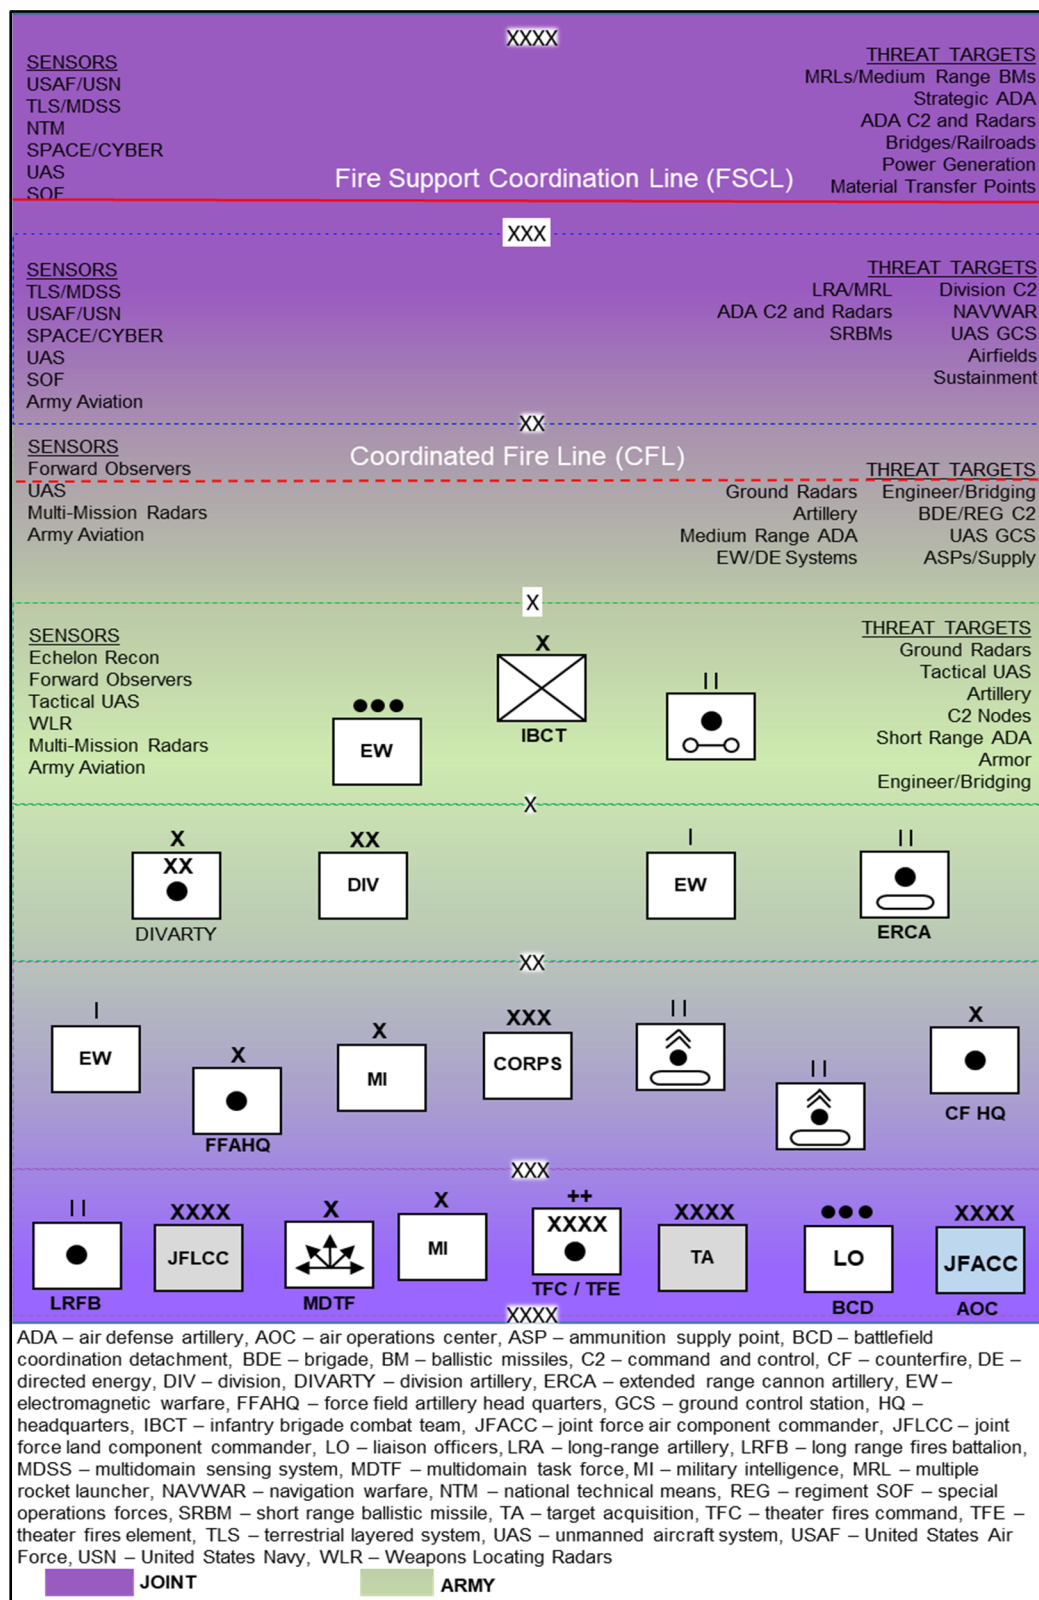 XXXX
SENSORS
USAF/USN
TLS/MDSS
NTM
SPACE/CYBER
UAS
SOF
THREAT TARGETS
MRLs/Medium Range BMs
Strategic ADA
ADA C2 and Radars
Bridges/Railroads
Power Generation
Material Transfer Points
Fire Support Coordination Line (FSCL)
XXX
SENSORS
TLS/MDSS
USAF/USN
SPACE/CYBER
UAS
SOF
Army Aviation
THREAT TARGETS
LRA/MRL Division C2
ADA C2 and Radars NAVWAR
SRBMs UAS GCS
Airfields
Sustainment
XX
SENSORS
Forward Observers
UAS
Multi-Mission Radars
Army Aviation
Coordinated Fire Line (CFL)
THREAT TARGETS
Ground Radars Engineer/Bridging
Artillery BDE/REG C2
Medium Range ADA UAS GCS
EW/DE Systems ASPs/Supply
X
SENSORS
Echelon Recon
Forward Observers
Tactical UAS
WLR
Multi-Mission Radars
Army Aviation
EW
X
IBCT
II
THREAT TARGETS
Ground Radars
Tactical UAS
Artillery
C2 Nodes
Short Range ADA
Armor
Engineer/Bridging
X
X
XX
DIVARTY
XX
DIV
I
EW
II
ERCA
XX
I
EW
X
FFAHQ
X
MI
XXX
CORPS
II
II
X
CF HQ
XXX
II
LRFB
XXXX
JFLCC
X
MDTF
X
MI
++
XXXX
TFC / TFE
XXXX
TA
LO
BCD
XXXX
JFACC
AOC
XXXX
ADA – air defense artillery, AOC – air operations center, ASP – ammunition supply point, BCD – battlefield
coordination detachment, BDE – brigade, BM – ballistic missiles, C2 – command and control, CF – counterfire, DE –
directed energy, DIV – division, DIVARTY – division artillery, ERCA – extended range cannon artillery, EW –
electromagnetic warfare, FFAHQ – force field artillery head quarters, GCS – ground control station, HQ –
headquarters, IBCT – infantry brigade combat team, JFACC – joint force air component commander, JFLCC – joint
force land component commander, LO – liaison officers, LRA – long-range artillery, LRFB – long range fires battalion,
MDSS – multidomain sensing system, MDTF – multidomain task force, MI – military intelligence, MRL – multiple
rocket launcher, NAVWAR – navigation warfare, NTM – national technical means, REG – regiment SOF – special
operations forces, SRBM – short range ballistic missile, TA – target acquisition, TFC – theater fires command, TFE –
theater fires element, TLS – terrestrial layered system, UAS – unmanned aircraft system, USAF – United States Air
Force, USN – United States Navy, WLR – Weapons Locating Radars
JOINT
ARMY